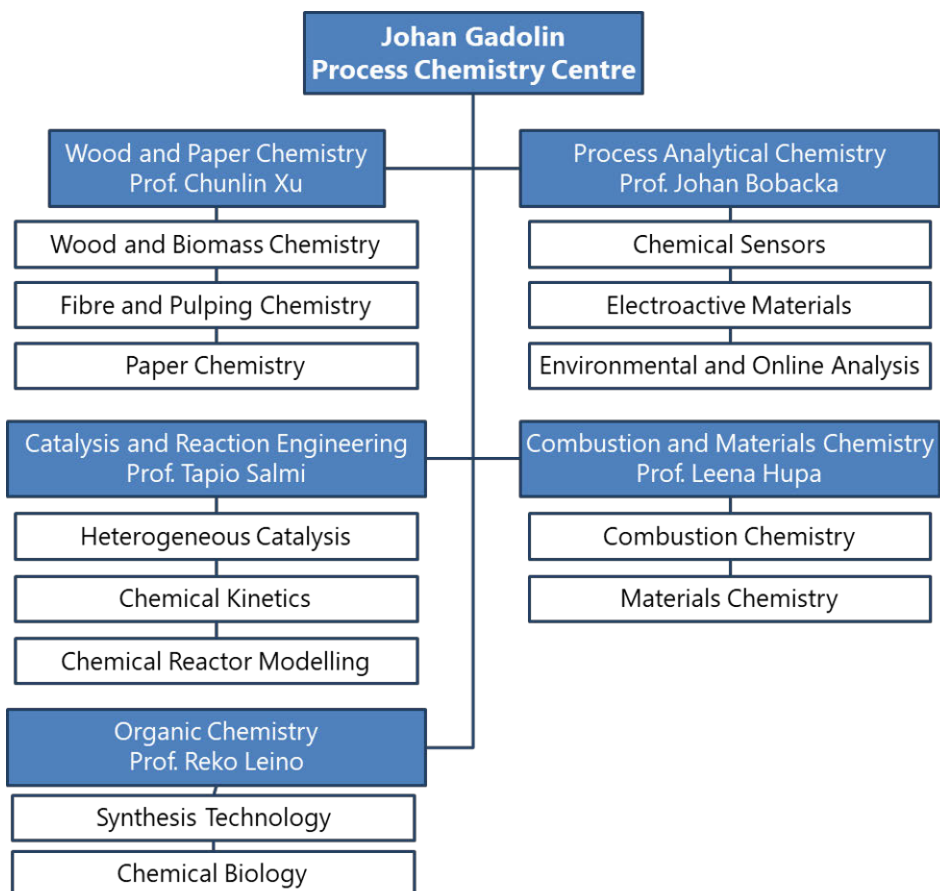 Johan Gadolin
Process Chemistry Centre
Wood and Paper Chemistry
Prof. Chunlin Xu
Wood and Biomass Chemistry
Fibre and Pulping Chemistry
Paper Chemistry
Process Analytical Chemistry
Prof. Johan Bobacka
Chemical Sensors
Electroactive Materials
Environmental and Online Analysis
Catalysis and Reaction Engineering
Prof. Tapio Salmi
Heterogeneous Catalysis
Chemical Kinetics
Chemical Reactor Modelling
Combustion and Materials Chemistry
Prof. Leena Hupa
Combustion Chemistry
Materials Chemistry
Organic Chemistry
Prof. Reko Leino
Synthesis Technology
Chemical Biology